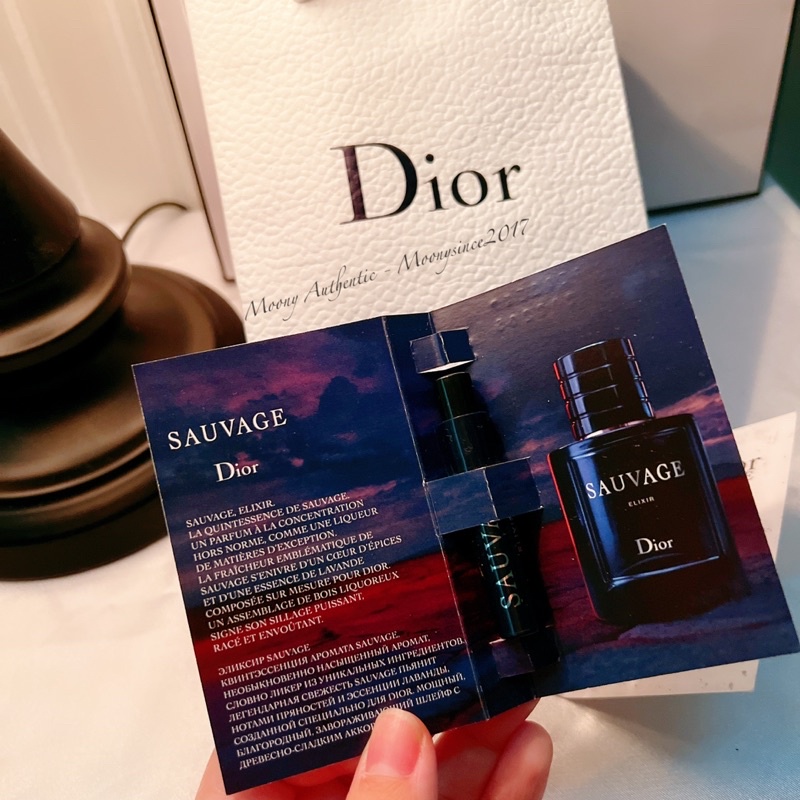 Dior
Moony Authentic - Moonysince2017
SAUVAGE
Dior
SAUVAGE, ELIXIR,
LA QUINTESSENCE DE SAUVAGE.
UN PARFUM À LA CONCENTRATION
HORS NORME, COMME UNE LIQUEUR
DE MATIÈRES D'EXCEPTION.
LA FRAÎCHEUR EMBLÉMATIQUE DE
SAUVAGE S'ENIVRE D'UN CŒUR D'ÉPICES
ET D'UNE ESSENCE DE LAVANDE
COMPOSÉE SUR MESURE POUR DIOR.
UN ASSEMBLAGE DE BOIS LIQUOREUX
SIGNE SON SILLAGE PUISSANT,
RACÉ ET ENVOÛTANT.
ЭЛИКСИР SAUVAGE
КВИНТЭССЕНЦИЯ АРОМАТА SAUVAGE.
НЕОБЫКНОВЕННО НАСЫЩЕННЫЙ АРОМАТ,
СЛОВНО ЛИКЕР ИЗ УНИКАЛЬНЫХ ИНГРЕДИЕНТОВ.
ЛЕГЕНДАРНАЯ СВЕЖЕСТЬ SAUVAGE ПЬЯНИТ
НОТАМИ ПРЯНОСТЕЙ И ЭССЕНЦИИ ЛАВАНДЫ,
СОЗДАННОЙ СПЕЦИАЛЬНО ДЛЯ DIOR. МОЩНЫЙ,
БЛАГОРОДНЫЙ, ЗАВОРАЖИВАЮЩИЙ ШЛЕЙФ С
ДРЕВЕСНО-СЛАДКИМ
SAUVA
SAUVAGE
ELIXIR
Dior